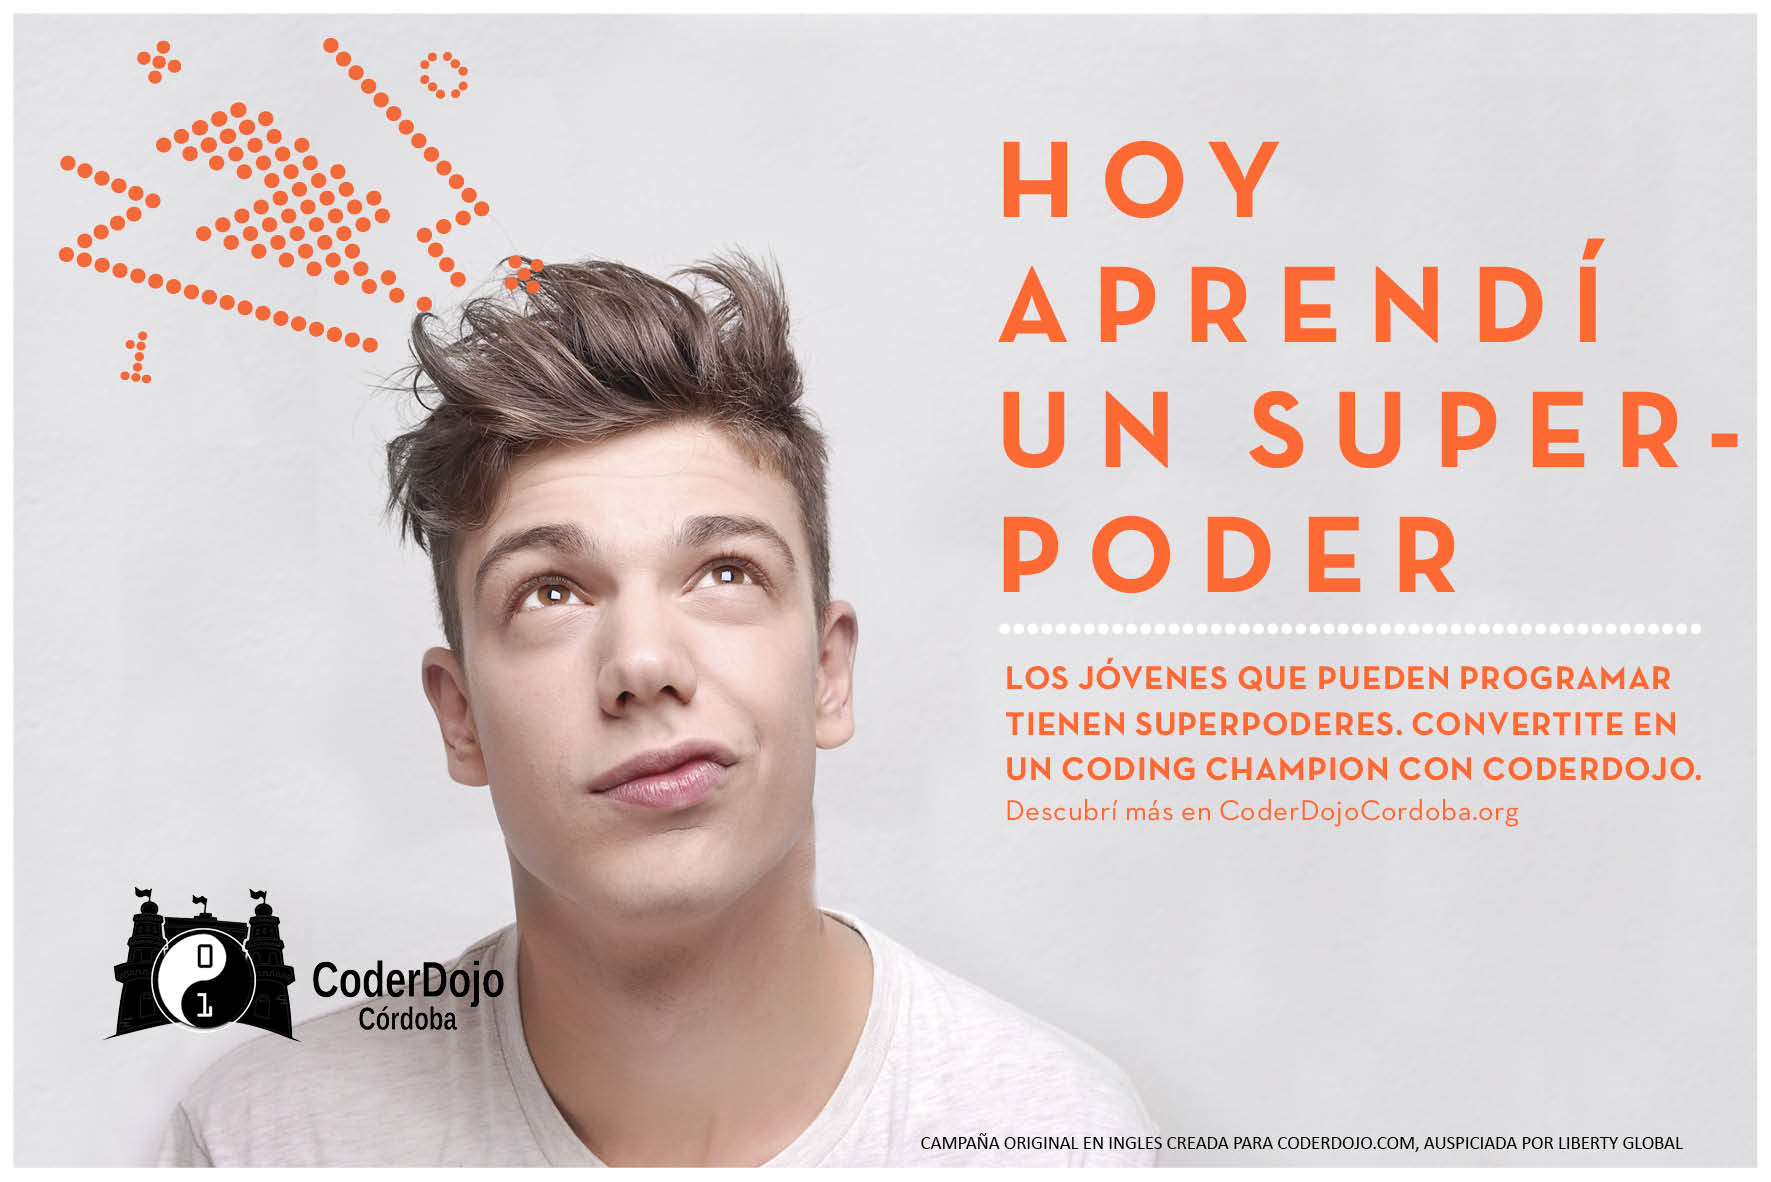 HOY
APRENDÍ
UN SUPER-
PODER
LOS JÓVENES QUE PUEDEN PROGRAMAR
TIENEN SUPERPODERES. CONVERTITE EN
UN CODING CHAMPION CON CODERDOJO.
Descubrí más en CoderDojoCordoba.org
0
1
0
1
CoderDojo
Córdoba
CAMPAÑA ORIGINAL EN INGLES CREADA PARA CODERDOJO.COM, AUSPICIADA POR LIBERTY GLOBAL